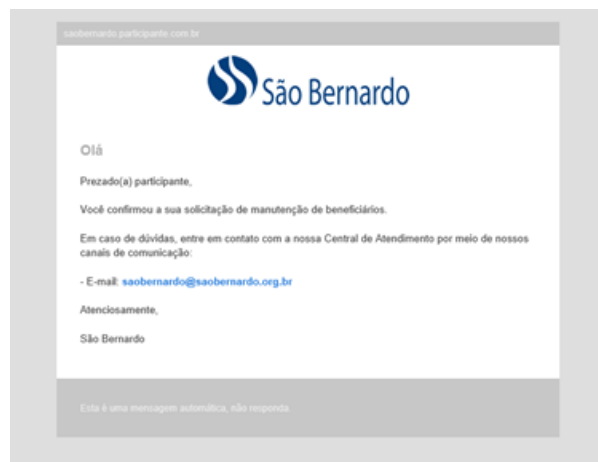 saobernardo.participante.com.br
São Bernardo
Olá
Prezado(a) participante,
Você confirmou a sua solicitação de manutenção de beneficiários.
Em caso de dúvidas, entre em contato com a nossa Central de Atendimento por meio de nossos
canais de comunicação:
- E-mail: saobernardo@saobernardo.org.br
Atenciosamente,
São Bernardo
Esta é uma mensagem automática, não responda.